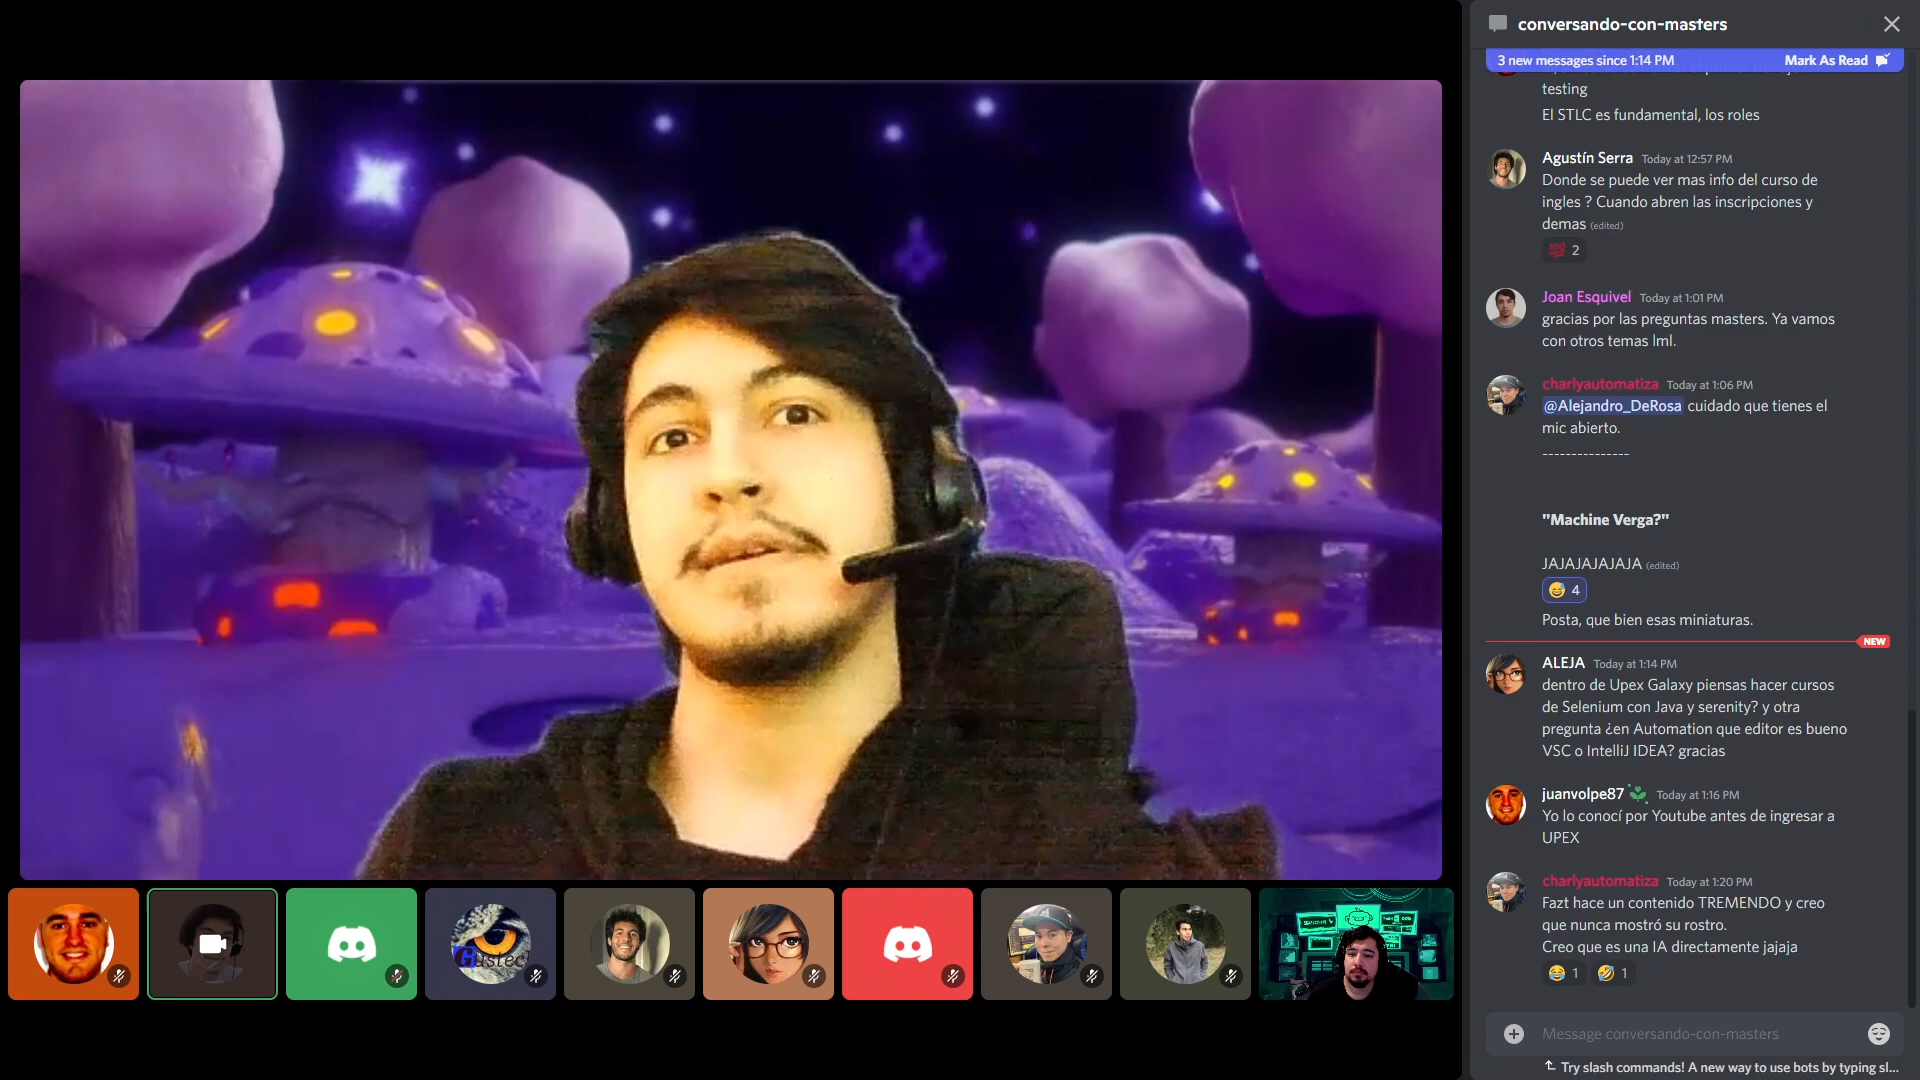 conversando-con-masters
3 new messages since 1:14 PM Mark As Read
testing
El STLC es fundamental, los roles
Agustín Serra Today at 12:57 PM
Donde se puede ver mas info del curso de
ingles ? Cuando abren las inscripciones y
demas (edited)
💯 2
Joan Esquivel Today at 1:01 PM
gracias por las preguntas masters. Ya vamos
con otros temas lml.
charlyautomatiza Today at 1:06 PM
@Alejandro_DeRosa cuidado que tienes el
mic abierto.
---------------
"Machine Verga?"
JAJAJAJAJAJA (edited)
😅 4
Posta, que bien esas miniaturas.
NEW
ALEJA Today at 1:14 PM
dentro de Upex Galaxy piensas hacer cursos
de Selenium con Java y serenity? y otra
pregunta ¿en Automation que editor es bueno
VSC o IntelliJ IDEA? gracias
juanvolpe87 Today at 1:16 PM
Yo lo conocí por Youtube antes de ingresar a
UPEX
charlyautomatiza Today at 1:20 PM
Fazt hace un contenido TREMENDO y creo
que nunca mostró su rostro.
Creo que es una IA directamente jajaja
😂 1 🤣 1
Message conversando-con-masters
Try slash commands! A new way to use bots by typing sl...
Gustec